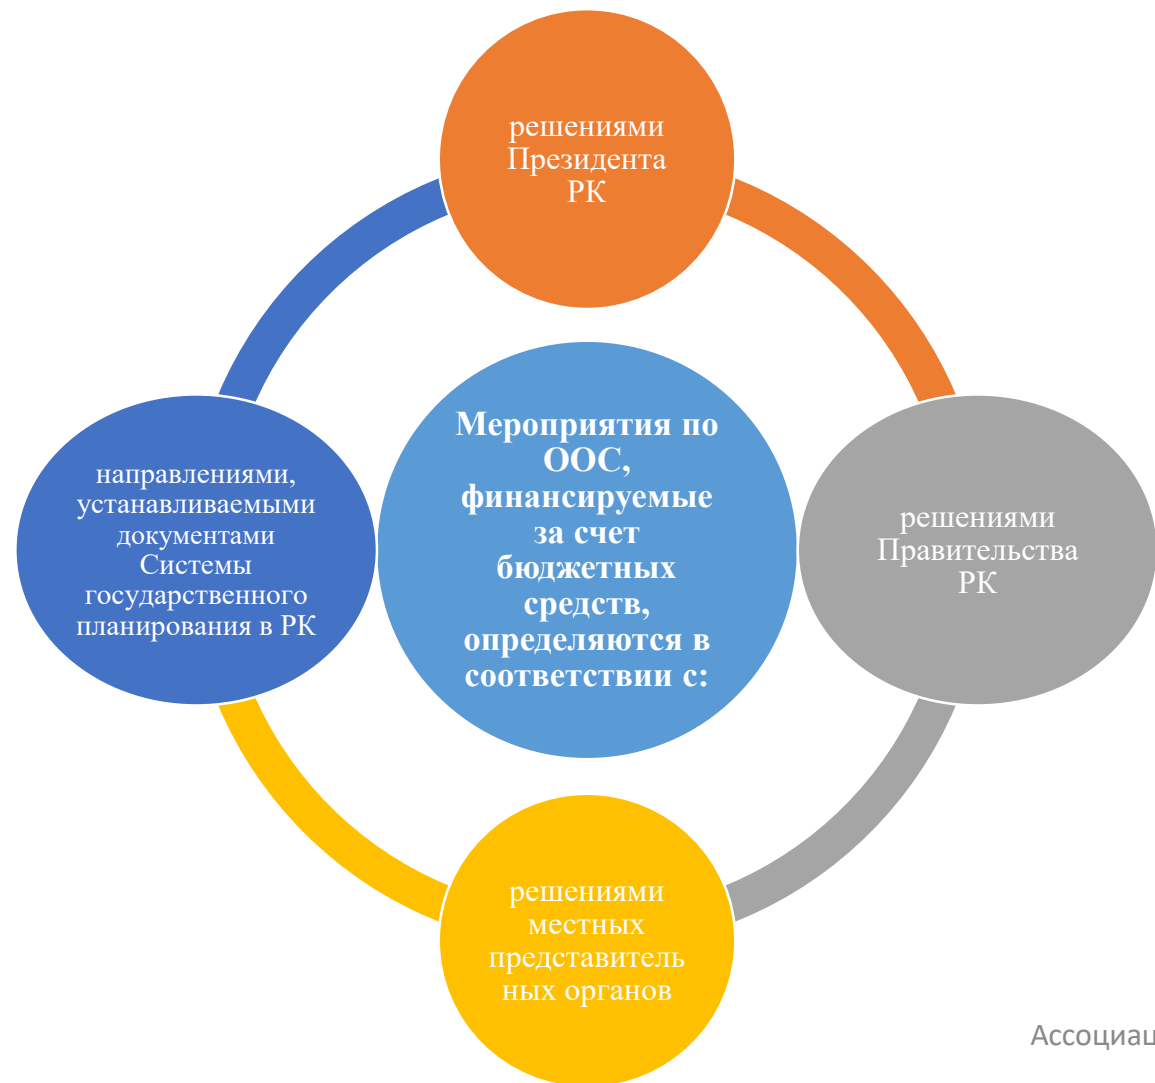 решениями
Президента
РК
Мероприятия по
ООС,
финансируемые
за счет
бюджетных
средств,
определяются в
соответствии с:
решениями
Правительства
РК
решениями
местных
представитель
ных органов
направлениями,
устанавливаемыми
документами
Системы
государственного
планирования в РК
Ассоциац